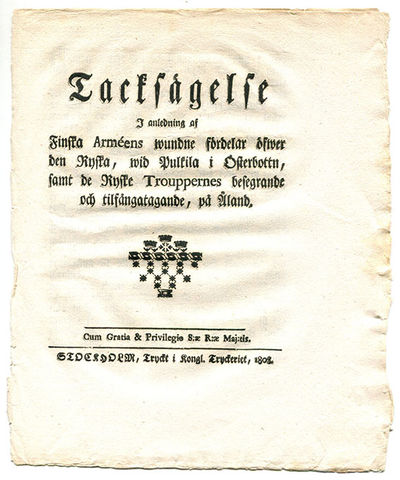 Tacksägelse
I anledning af
Finska Arméens wundne fördelar öfwer
den Ryska, wid Pulkila i Österbottn,
samt de Ryske Trouppernes besegrande
och tilfångatagande, på Åland.
Cum Gratia & Privilegio S:æ R:æ Maj:tis.
STOCKHOLM, Tryckt i Kongl. Tryckeriet, 1808.